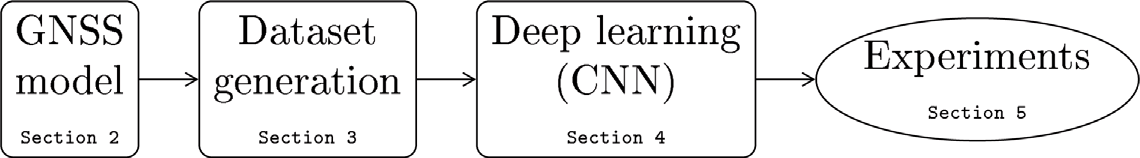 GNSS
model
Section 2
Dataset
generation
Section 3
Deep learning
(CNN)
Section 4
Experiments
Section 5